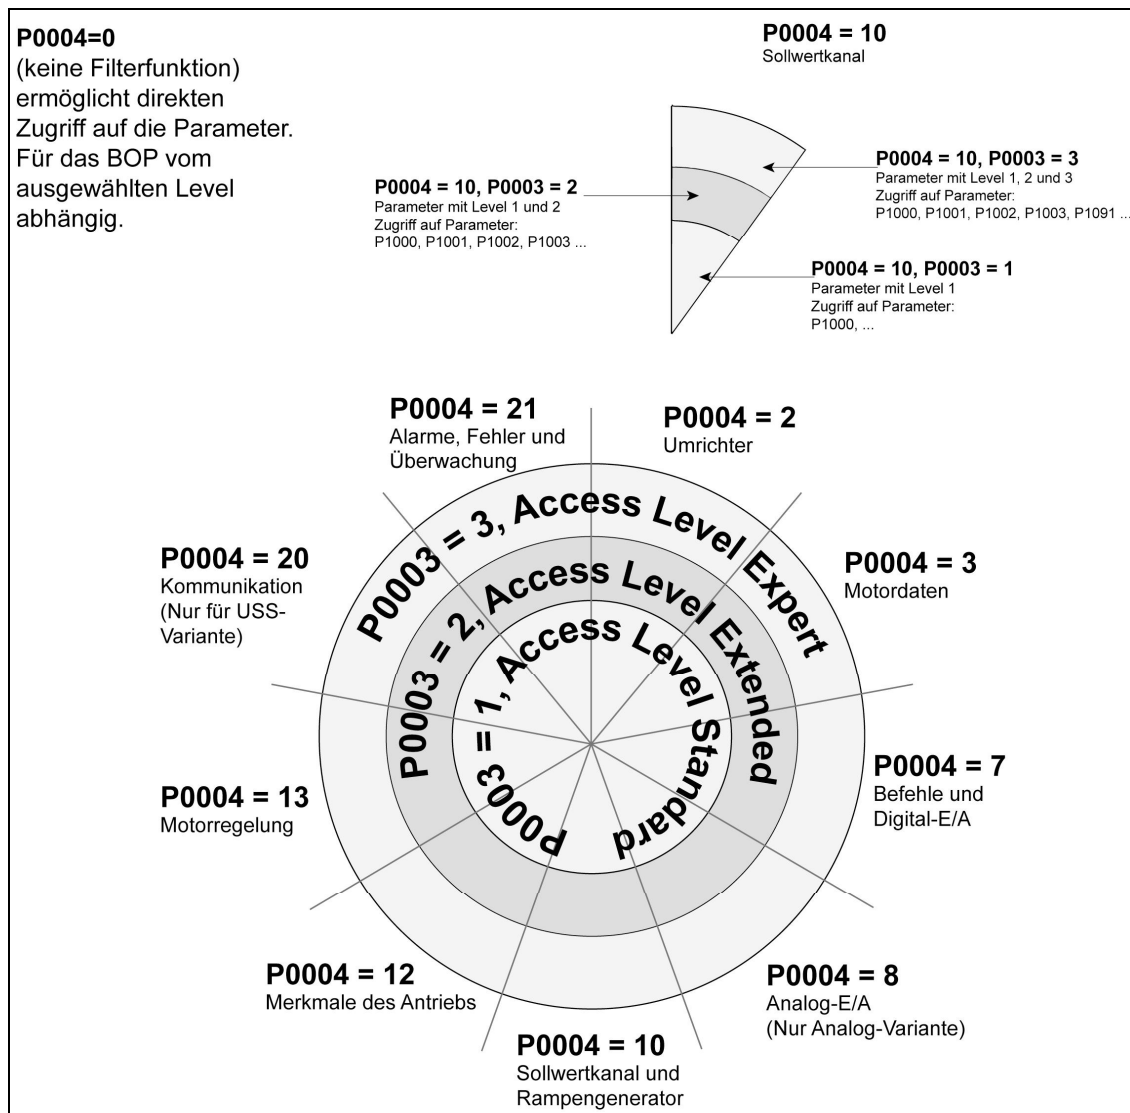 P0004=0
(keine Filterfunktion)
ermöglicht direkten
Zugriff auf die Parameter.
Für das BOP vom
ausgewählten Level
abhängig.
P0004 = 10
Sollwertkanal
P0004 = 10, P0003 = 2
Parameter mit Level 1 und 2
Zugriff auf Parameter:
P1000, P1001, P1002, P1003 ...
P0004 = 10, P0003 = 3
Parameter mit Level 1, 2 und 3
Zugriff auf Parameter:
P1000, P1001, P1002, P1003, P1091 ...
P0004 = 10, P0003 = 1
Parameter mit Level 1
Zugriff auf Parameter:
P1000, ...
P0004 = 21
Alarme, Fehler und
Überwachung
P0004 = 2
Umrichter
P0004 = 20
Kommunikation
(Nur für USS-
Variante)
P0004 = 3
Motordaten
P0003 = 3, Access Level Expert
P0003 = 2, Access Level Extended
P0003 = 1, Access Level Standard
P0004 = 13
Motorregelung
P0004 = 7
Befehle und
Digital-E/A
P0004 = 12
Merkmale des Antriebs
P0004 = 8
Analog-E/A
(Nur Analog-Variante)
P0004 = 10
Sollwertkanal und
Rampengenerator